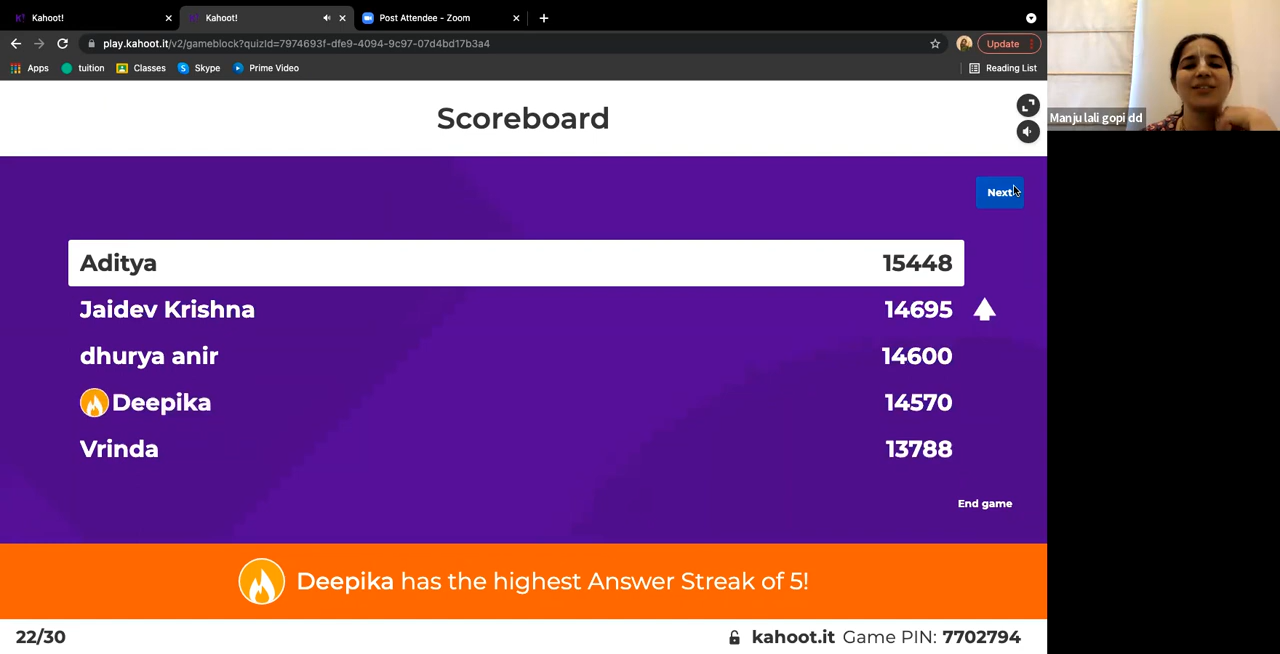 Kahoot!
Kahoot!
Post Attendee - Zoom
play.kahoot.it/v2/gameblock?quizId=7974693f-dfe9-4094-9c97-07d4bd17b3a4
Update
Apps
tuition
Classes
Skype
Prime Video
Reading List
Manju lali gopi dd
Scoreboard
Next
Aditya 15448
Jaidev Krishna 14695
dhurya anir 14600
Deepika 14570
Vrinda 13788
End game
Deepika has the highest Answer Streak of 5!
22/30
kahoot.it Game PIN: 7702794